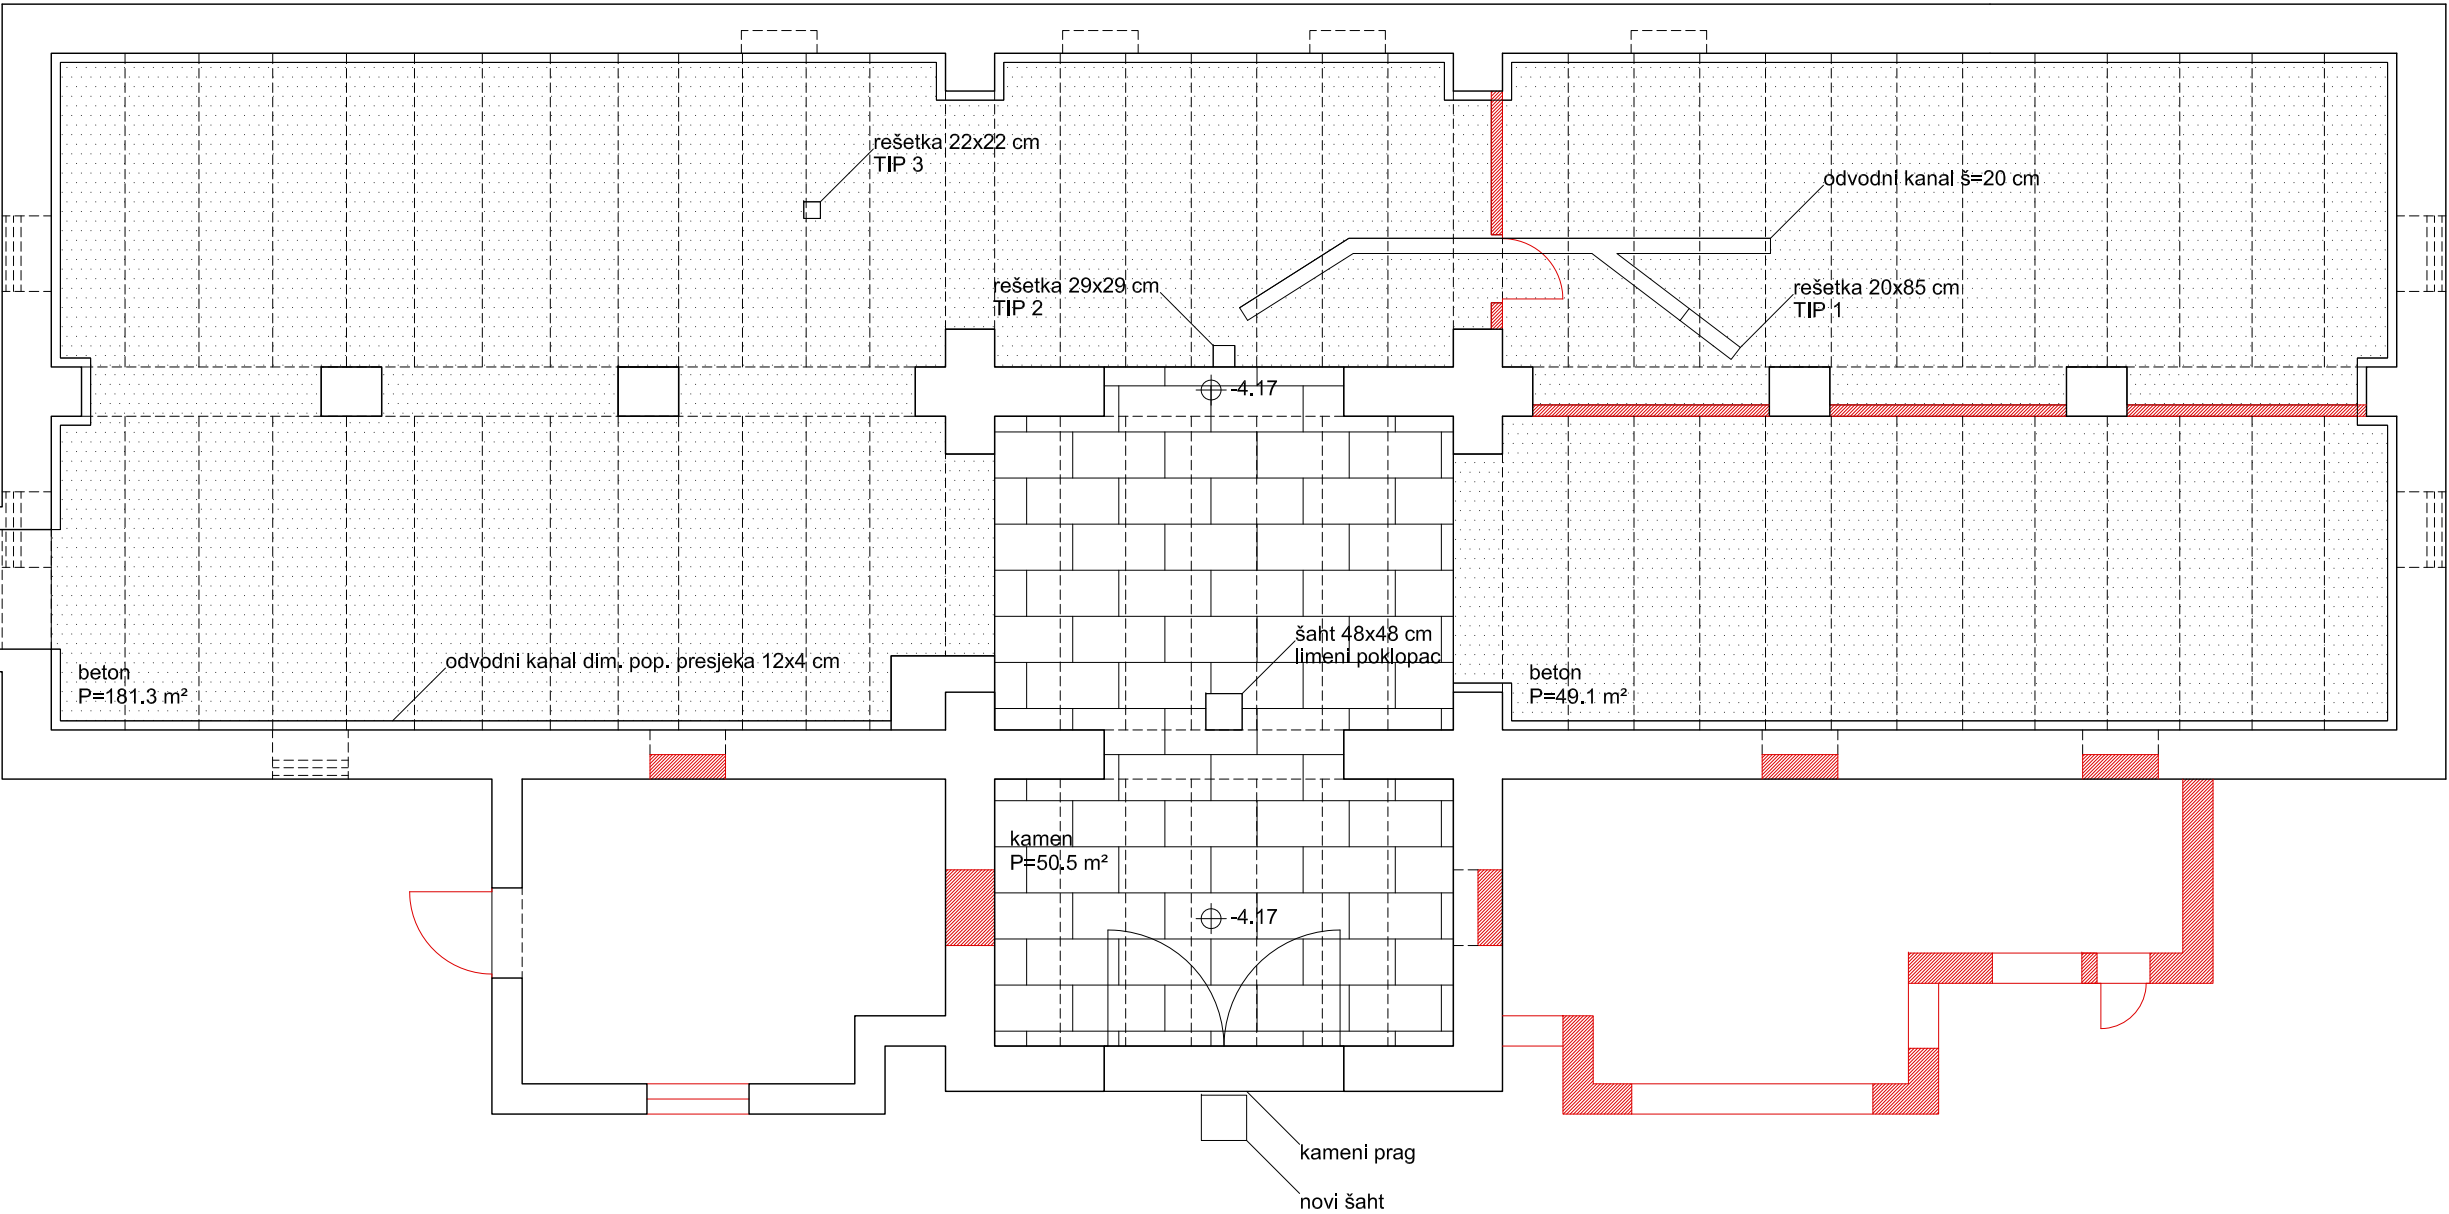 rešetka 22x22 cm
TIP 3
odvodni kanal š=20 cm
rešetka 29x29 cm
TIP 2
rešetka 20x85 cm
TIP 1
-4.17
šaht 48x48 cm
limeni poklopac
odvodni kanal dim. pop. presjeka 12x4 cm
beton
P=181.3 m²
beton
P=49.1 m²
kamen
P=50.5 m²
-4.17
kameni prag
novi šaht